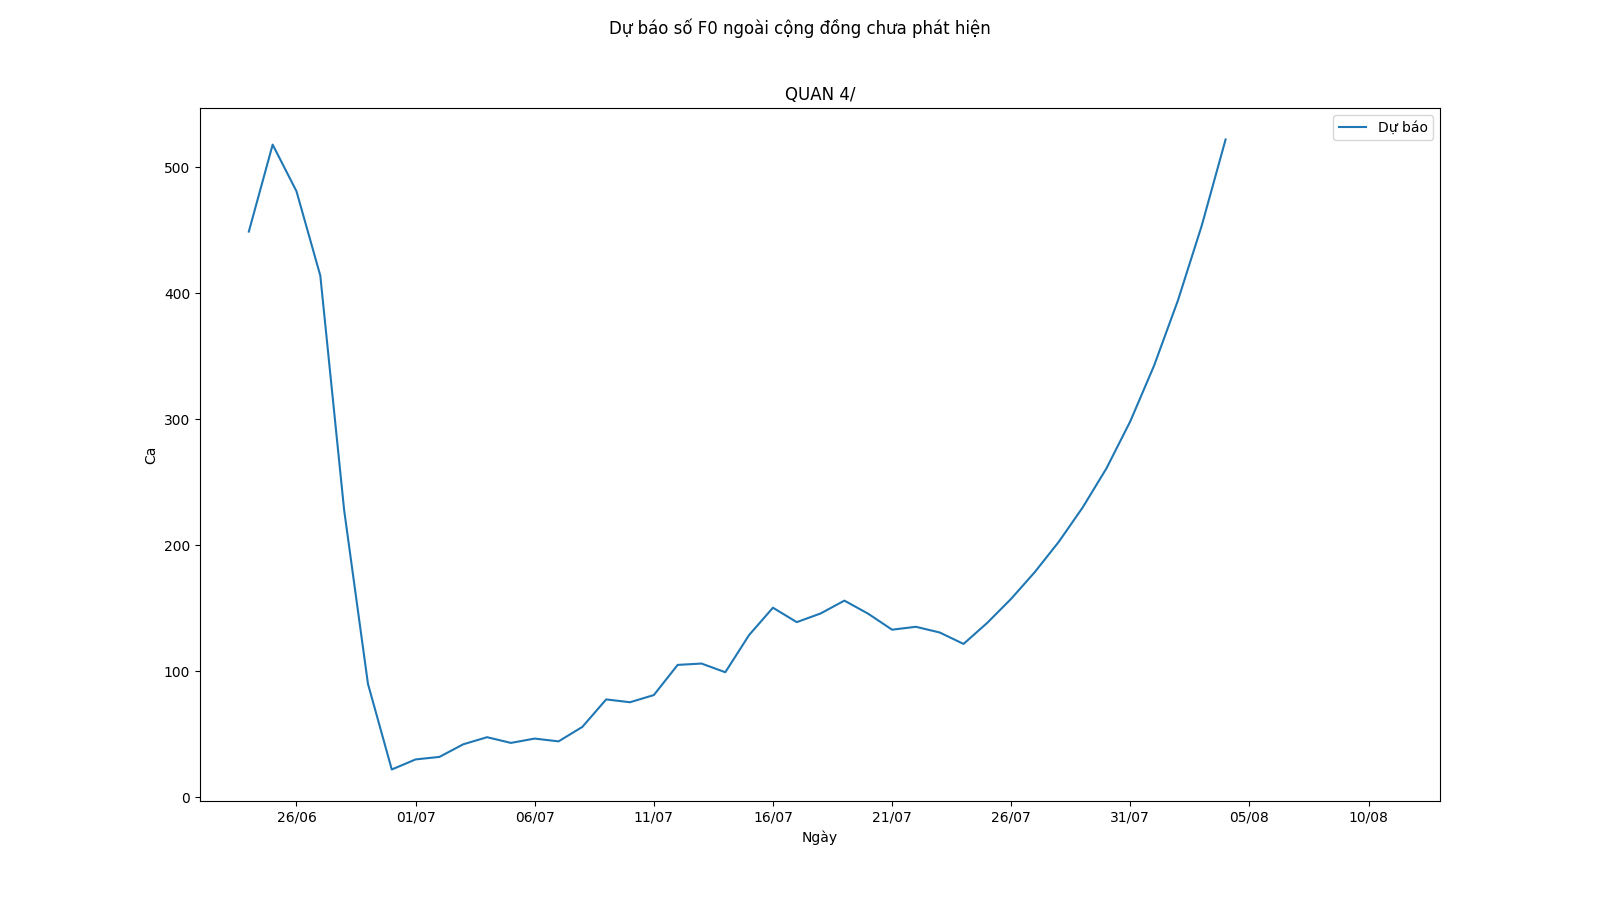 Dự báo số F0 ngoài cộng đồng chưa phát hiện
QUAN 4/
Dự báo
500
400
300
200
100
0
Ca
26/06 01/07 06/07 11/07 16/07 21/07 26/07 31/07 05/08 10/08
Ngày